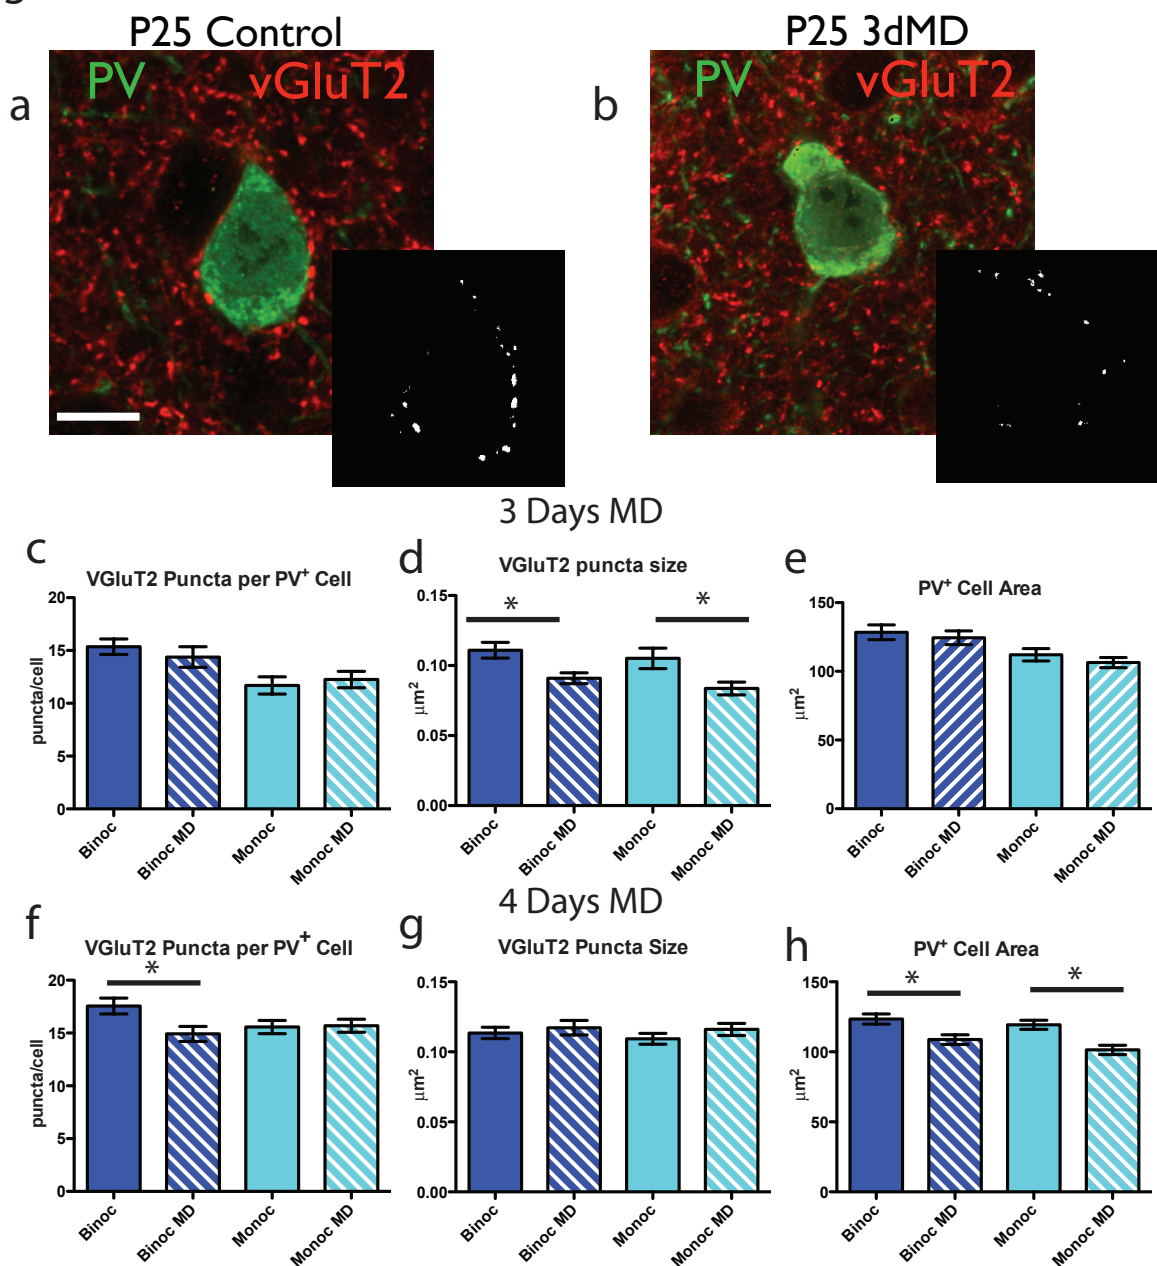 P25 Control
P25 3dMD
a
PV
vGluT2
b
PV
vGluT2
3 Days MD
c
VGluT2 Puncta per PV+ Cell
puncta/cell
20
15
10
5
0
Binoc
Binoc MD
Monoc
Monoc MD
d
VGluT2 puncta size
*
*
µm2
0.15
0.10
0.05
0.00
Binoc
Binoc MD
Monoc
Monoc MD
e
PV+ Cell Area
µm2
150
100
50
0
Binoc
Binoc MD
Monoc
Monoc MD
4 Days MD
f
VGluT2 Puncta per PV+ Cell
*
puncta/cell
20
15
10
5
0
Binoc
Binoc MD
Monoc
Monoc MD
g
VGluT2 Puncta Size
µm2
0.15
0.10
0.05
0.00
Binoc
Binoc MD
Monoc
Monoc MD
h
PV+ Cell Area
*
*
µm2
150
100
50
0
Binoc
Binoc MD
Monoc
Monoc MD